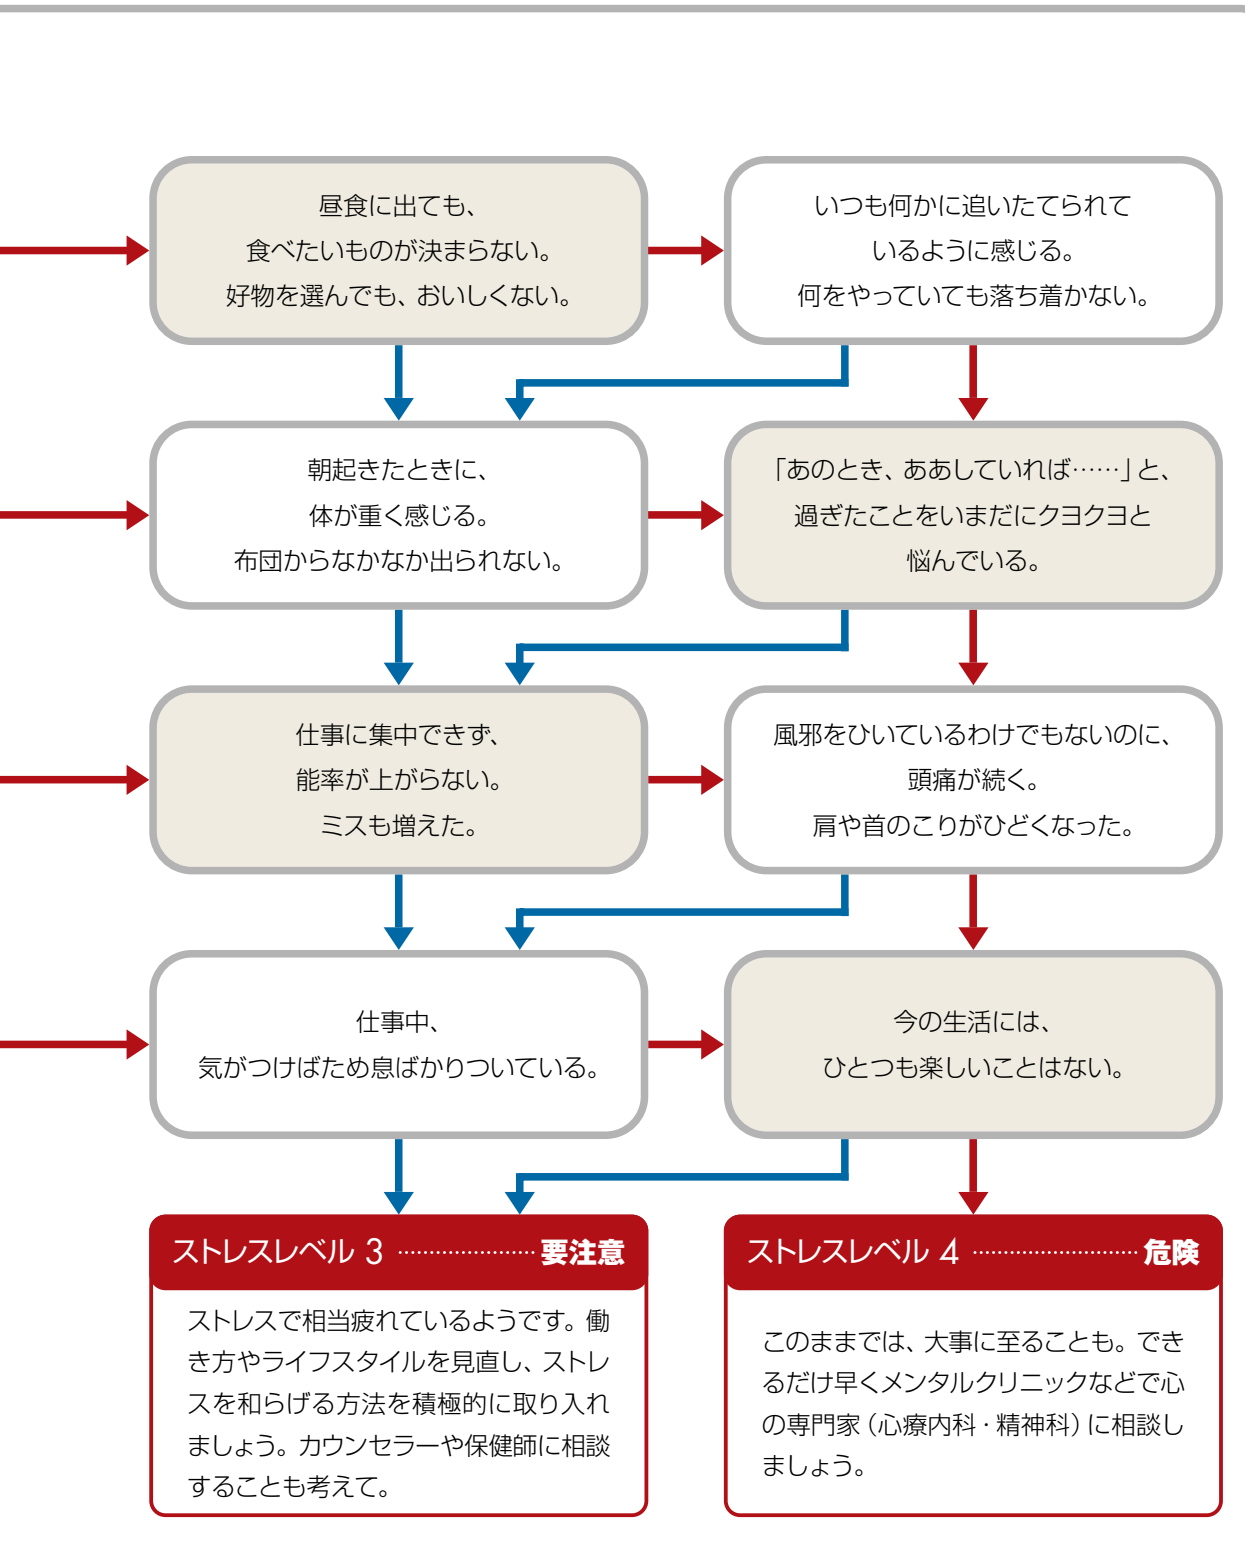 昼食に出ても、
食べたいものが決まらない。
好物を選んでも、おいしくない。
いつも何かに追いたてられて
いるように感じる。
何をやっていても落ち着かない。
朝起きたときに、
体が重く感じる。
布団からなかなか出られない。
「あのとき、ああしていれば……」と、
過ぎたことをいまだにクヨクヨと
悩んでいる。
仕事に集中できず、
能率が上がらない。
ミスも増えた。
風邪をひいているわけでもないのに、
頭痛が続く。
肩や首のこりがひどくなった。
仕事中、
気がつけばため息ばかりついている。
今の生活には、
ひとつも楽しいことはない。
ストレスレベル 3 ……………… 要注意
ストレスで相当疲れているようです。働
き方やライフスタイルを見直し、ストレ
スを和らげる方法を積極的に取り入れ
ましょう。カウンセラーや保健師に相談
することも考えて。
ストレスレベル 4 ………………… 危険
このままでは、大事に至ることも。でき
るだけ早くメンタルクリニックなどで心
の専門家（心療内科・精神科）に相談し
ましょう。